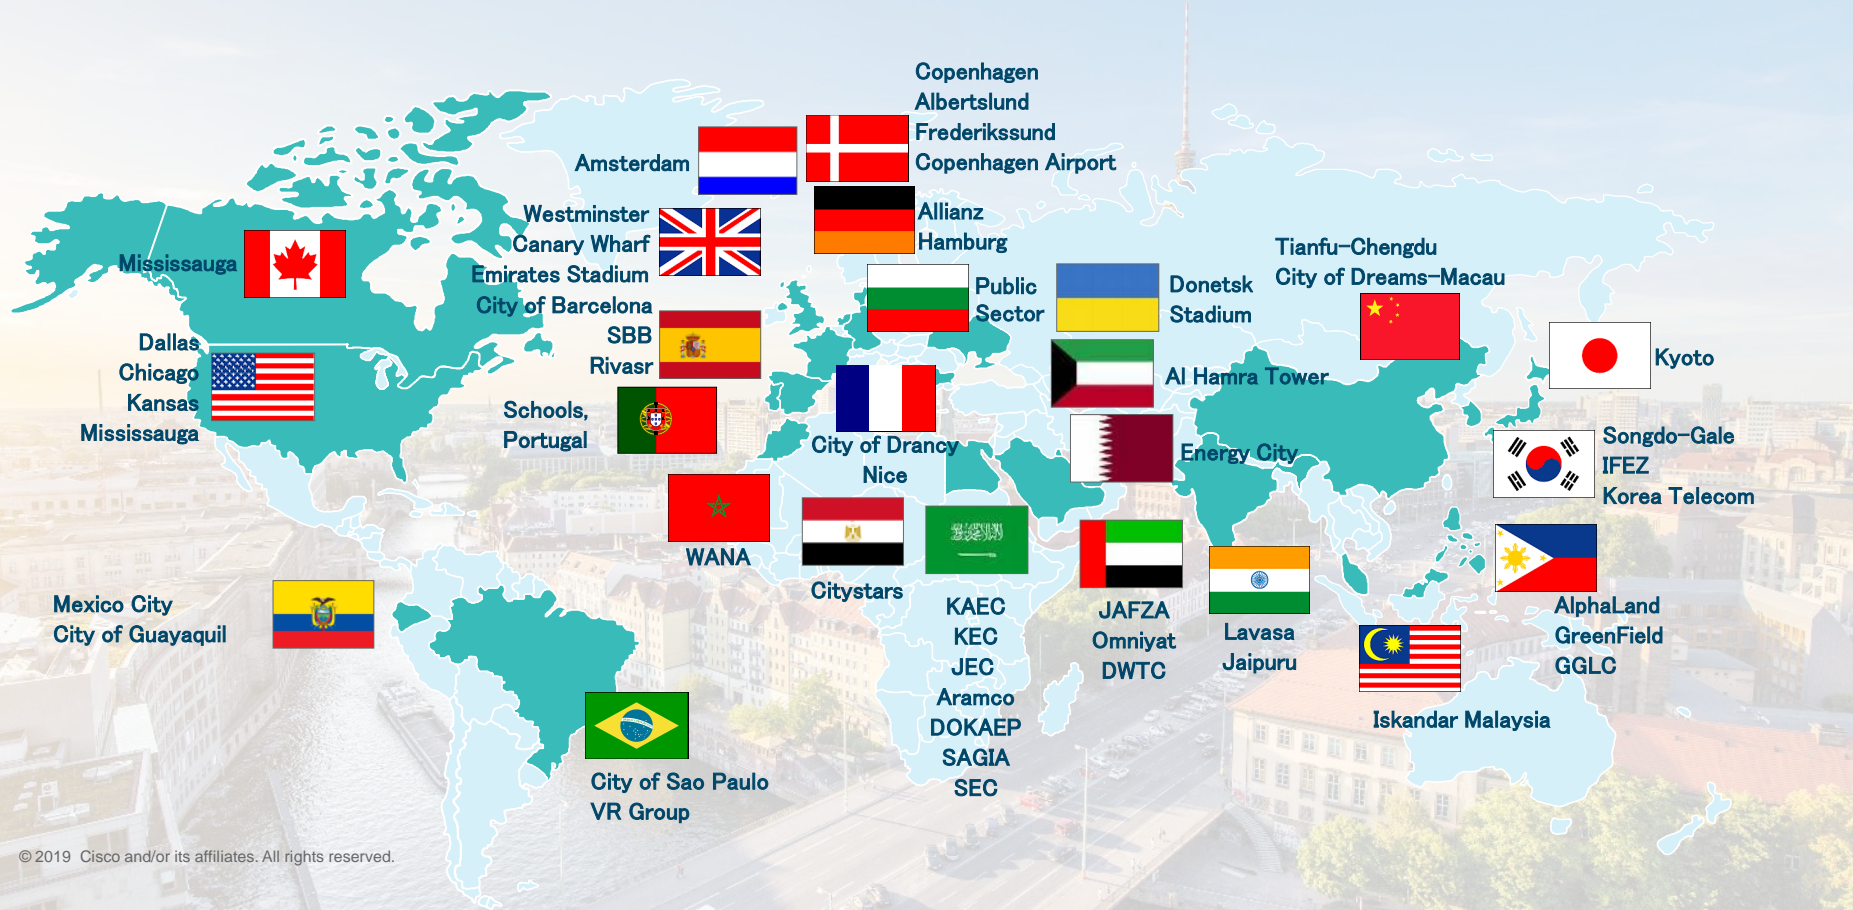 Copenhagen
Albertslund
Frederikssund
Copenhagen Airport
Amsterdam
Westminster
Canary Wharf
Emirates Stadium
Allianz
Hamburg
Tianfu-Chengdu
City of Dreams-Macau
Mississauga
City of Barcelona
SBB
Rivasr
Public
Sector
Donetsk
Stadium
Dallas
Chicago
Kansas
Mississauga
Kyoto
Al Hamra Tower
Schools,
Portugal
City of Drancy
Nice
Energy City
Songdo-Gale
IFEZ
Korea Telecom
WANA
Citystars
KAEC
KEC
JEC
Aramco
DOKAEP
SAGIA
SEC
JAFZA
Omniyat
DWTC
Lavasa
Jaipuru
AlphaLand
GreenField
GGLC
Mexico City
City of Guayaquil
Iskandar Malaysia
City of Sao Paulo
VR Group
© 2019 Cisco and/or its affiliates. All rights reserved.